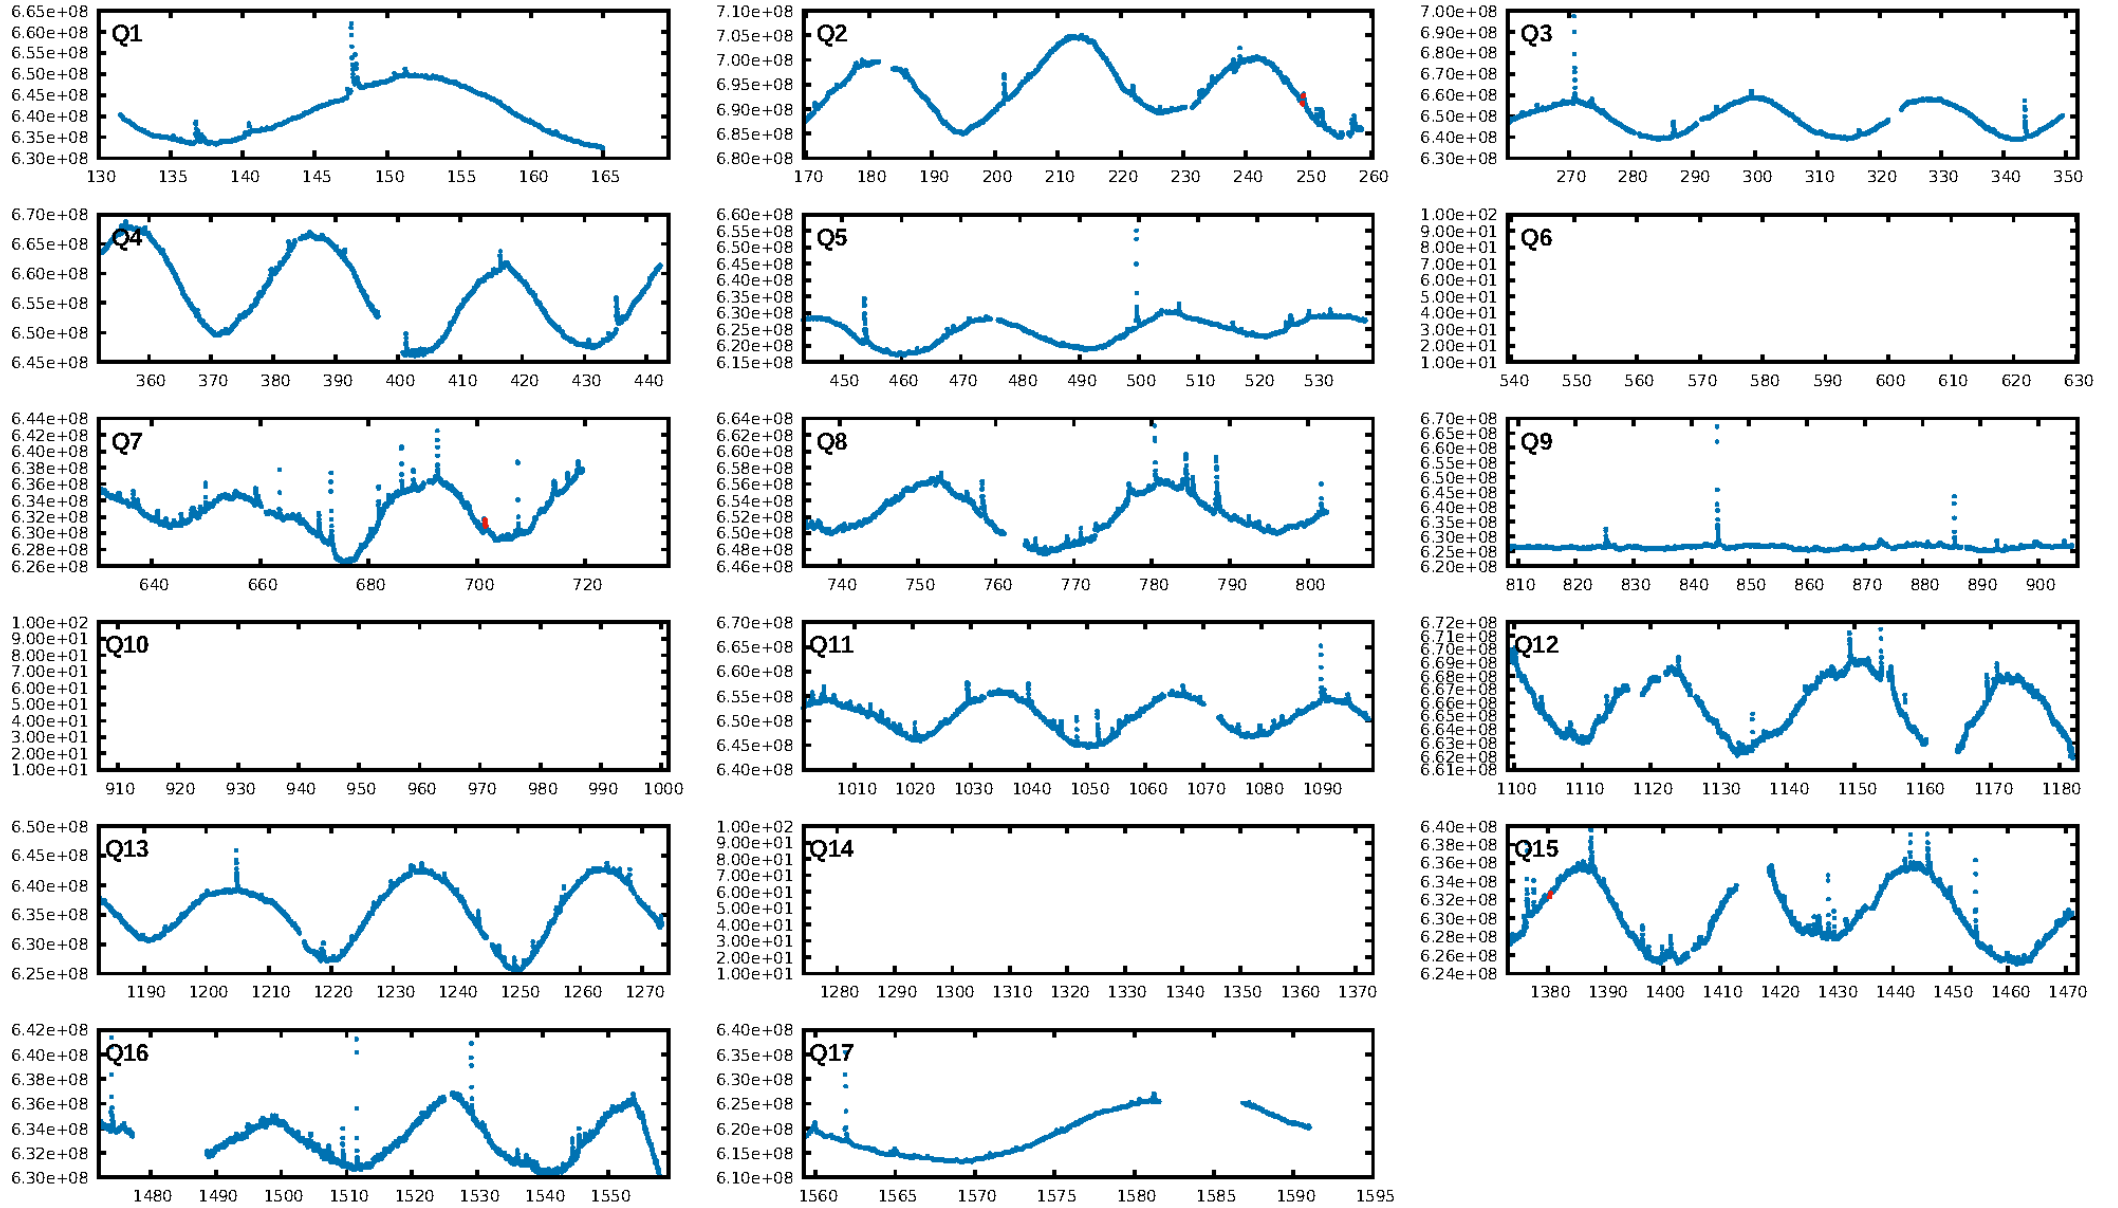 Q1
6.65e+08
6.60e+08
6.55e+08
6.50e+08
6.45e+08
6.40e+08
6.35e+08
6.30e+08
130 135 140 145 150 155 160 165
Q2
7.10e+08
7.05e+08
7.00e+08
6.95e+08
6.90e+08
6.85e+08
6.80e+08
170 180 190 200 210 220 230 240 250 260
Q3
7.00e+08
6.90e+08
6.80e+08
6.70e+08
6.60e+08
6.50e+08
6.40e+08
6.30e+08
270 280 290 300 310 320 330 340 350
Q4
6.70e+08
6.65e+08
6.60e+08
6.55e+08
6.50e+08
6.45e+08
360 370 380 390 400 410 420 430 440
Q5
6.60e+08
6.55e+08
6.50e+08
6.45e+08
6.40e+08
6.35e+08
6.30e+08
6.25e+08
6.20e+08
6.15e+08
450 460 470 480 490 500 510 520 530
Q6
1.00e+02
9.00e+01
8.00e+01
7.00e+01
6.00e+01
5.00e+01
4.00e+01
3.00e+01
2.00e+01
1.00e+01
540 550 560 570 580 590 600 610 620 630
Q7
6.44e+08
6.42e+08
6.40e+08
6.38e+08
6.36e+08
6.34e+08
6.32e+08
6.30e+08
6.28e+08
6.26e+08
640 660 680 700 720
Q8
6.64e+08
6.62e+08
6.60e+08
6.58e+08
6.56e+08
6.54e+08
6.52e+08
6.50e+08
6.48e+08
6.46e+08
740 750 760 770 780 790 800
Q9
6.70e+08
6.65e+08
6.60e+08
6.55e+08
6.50e+08
6.45e+08
6.40e+08
6.35e+08
6.30e+08
6.25e+08
6.20e+08
810 820 830 840 850 860 870 880 890 900
Q10
1.00e+02
9.00e+01
8.00e+01
7.00e+01
6.00e+01
5.00e+01
4.00e+01
3.00e+01
2.00e+01
1.00e+01
910 920 930 940 950 960 970 980 990 1000
Q11
6.70e+08
6.65e+08
6.60e+08
6.55e+08
6.50e+08
6.45e+08
6.40e+08
1010 1020 1030 1040 1050 1060 1070 1080 1090
Q12
6.72e+08
6.71e+08
6.70e+08
6.69e+08
6.68e+08
6.67e+08
6.66e+08
6.65e+08
6.64e+08
6.63e+08
6.62e+08
6.61e+08
1100 1110 1120 1130 1140 1150 1160 1170 1180
Q13
6.50e+08
6.45e+08
6.40e+08
6.35e+08
6.30e+08
6.25e+08
1190 1200 1210 1220 1230 1240 1250 1260 1270
Q14
1.00e+02
9.00e+01
8.00e+01
7.00e+01
6.00e+01
5.00e+01
4.00e+01
3.00e+01
2.00e+01
1.00e+01
1280 1290 1300 1310 1320 1330 1340 1350 1360 1370
Q15
6.40e+08
6.38e+08
6.36e+08
6.34e+08
6.32e+08
6.30e+08
6.28e+08
6.26e+08
6.24e+08
1380 1390 1400 1410 1420 1430 1440 1450 1460 1470
Q16
6.42e+08
6.40e+08
6.38e+08
6.36e+08
6.34e+08
6.32e+08
6.30e+08
1480 1490 1500 1510 1520 1530 1540 1550
Q17
6.40e+08
6.35e+08
6.30e+08
6.25e+08
6.20e+08
6.15e+08
6.10e+08
1560 1565 1570 1575 1580 1585 1590 1595